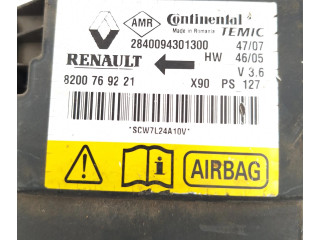 AMR Continental
Made in Romania TEMIC
2840094301300 47/07
RENAULT HW 46/05
V 3.6
8200 76 92 21 X90 PS 127
*SCW7L24A10V*
! i AIRBAG